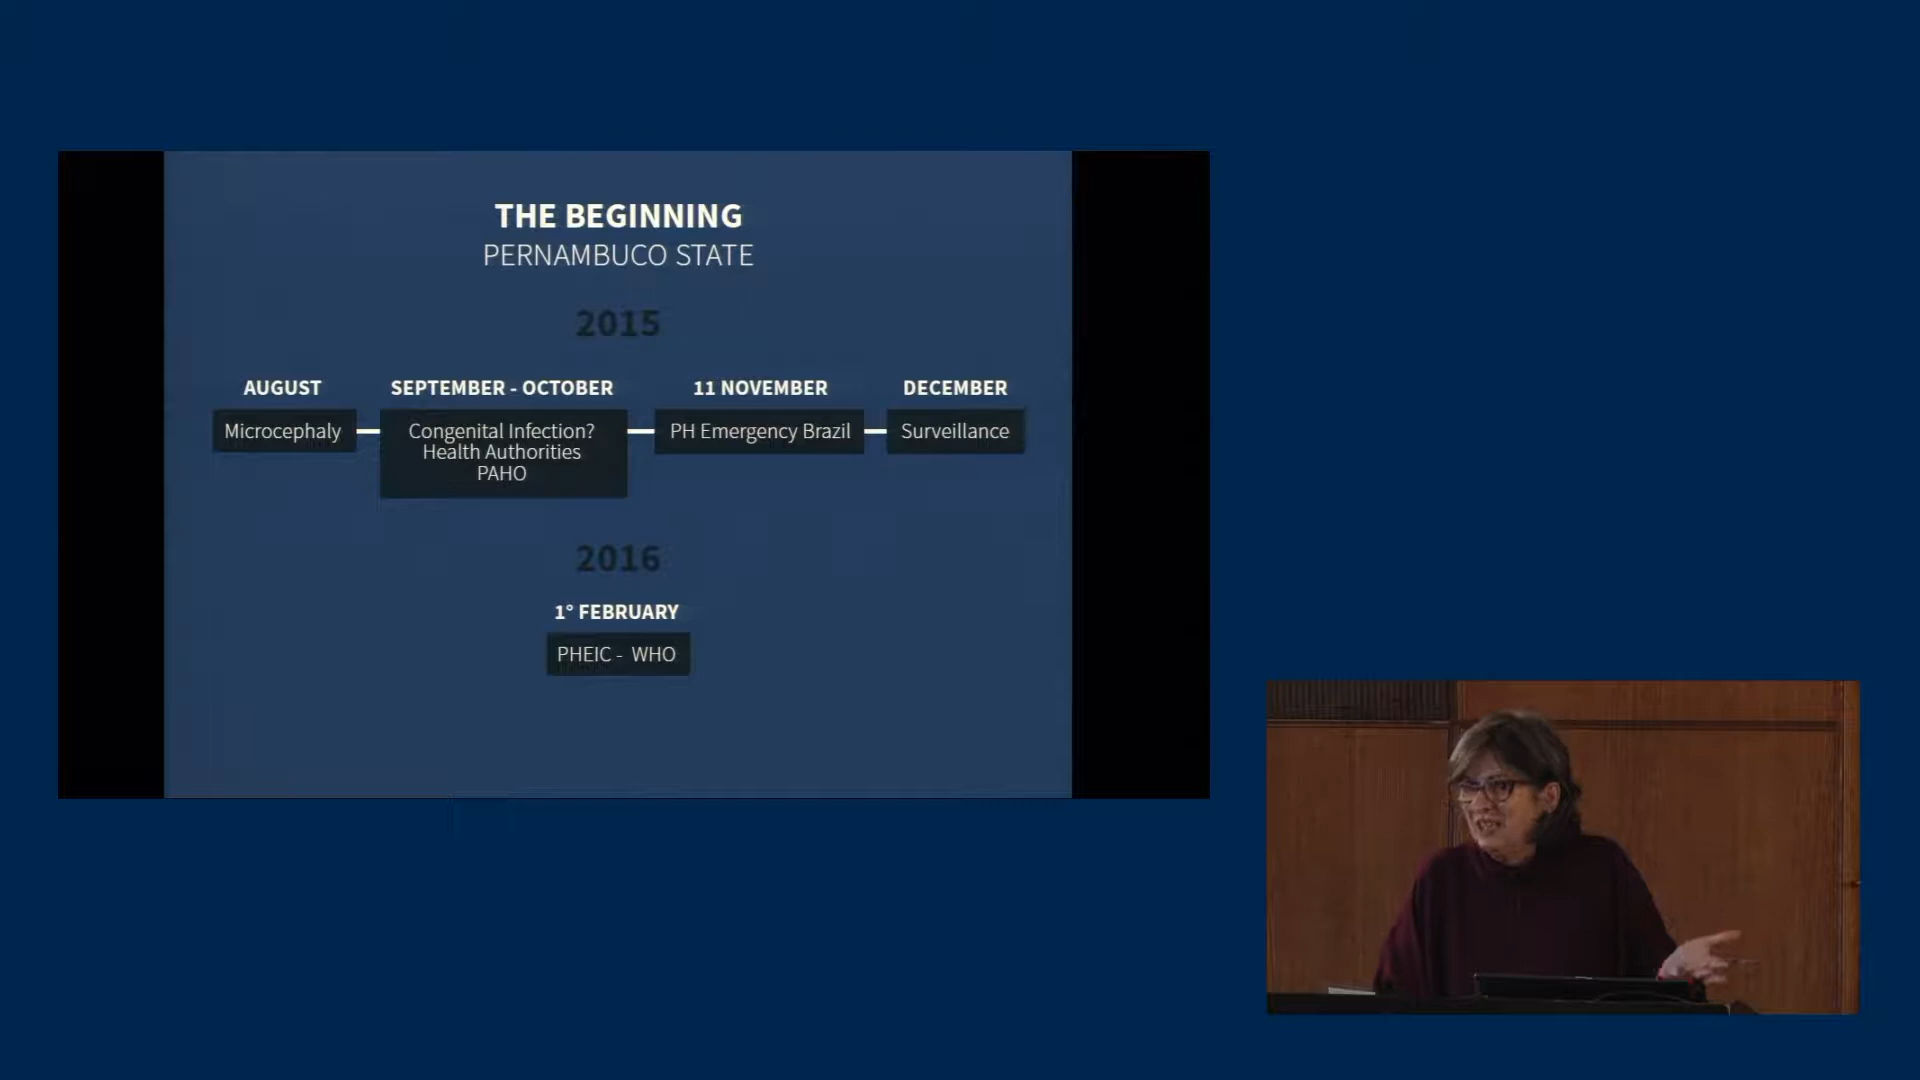 THE BEGINNING
PERNAMBUCO STATE
2015
AUGUST
Microcephaly
SEPTEMBER - OCTOBER
Congenital Infection?
Health Authorities
PAHO
11 NOVEMBER
PH Emergency Brazil
DECEMBER
Surveillance
2016
1° FEBRUARY
PHEIC - WHO